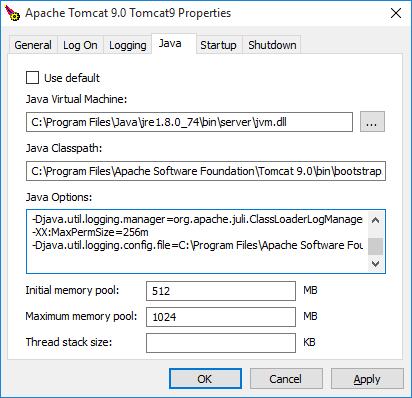 Apache Tomcat 9.0 Tomcat9 Properties
General Log On Logging Java Startup Shutdown
Use default
Java Virtual Machine:
C:\Program Files\Java\jre1.8.0_74\bin\server\jvm.dll ...
Java Classpath:
C:\Program Files\Apache Software Foundation\Tomcat 9.0\bin\bootstrap
Java Options:
-Djava.util.logging.manager=org.apache.juli.ClassLoaderLogManager
-XX:MaxPermSize=256m
-Djava.util.logging.config.file=C:\Program Files\Apache Software Fou
Initial memory pool: 512 MB
Maximum memory pool: 1024 MB
Thread stack size: KB
OK Cancel Apply